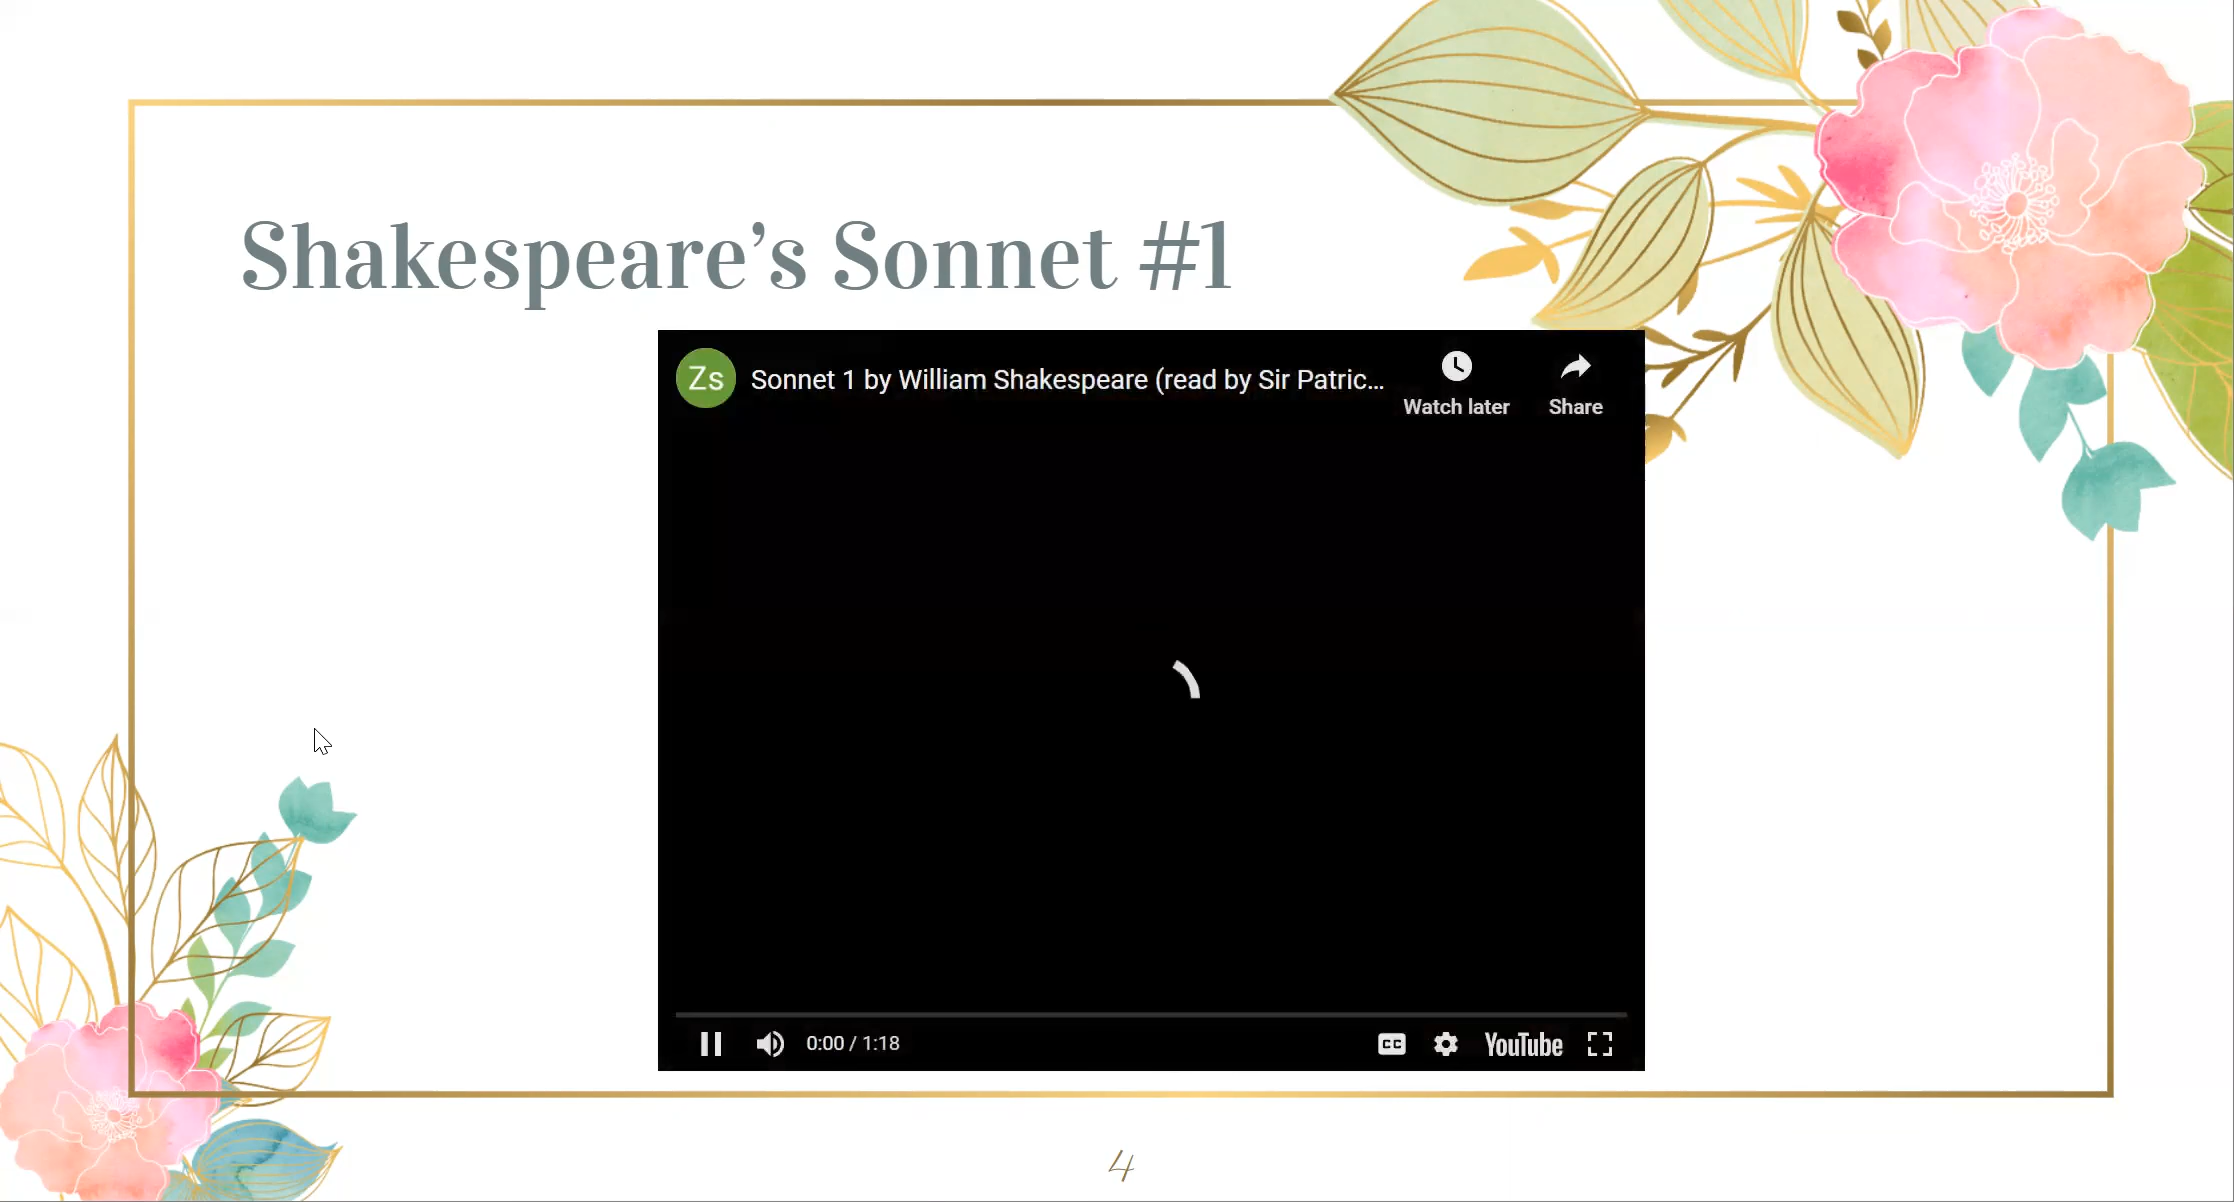 Shakespeare’s Sonnet #1
Zs
Sonnet 1 by William Shakespeare (read by Sir Patric...
Watch later
Share
0:00 / 1:18
CC
YouTube
4